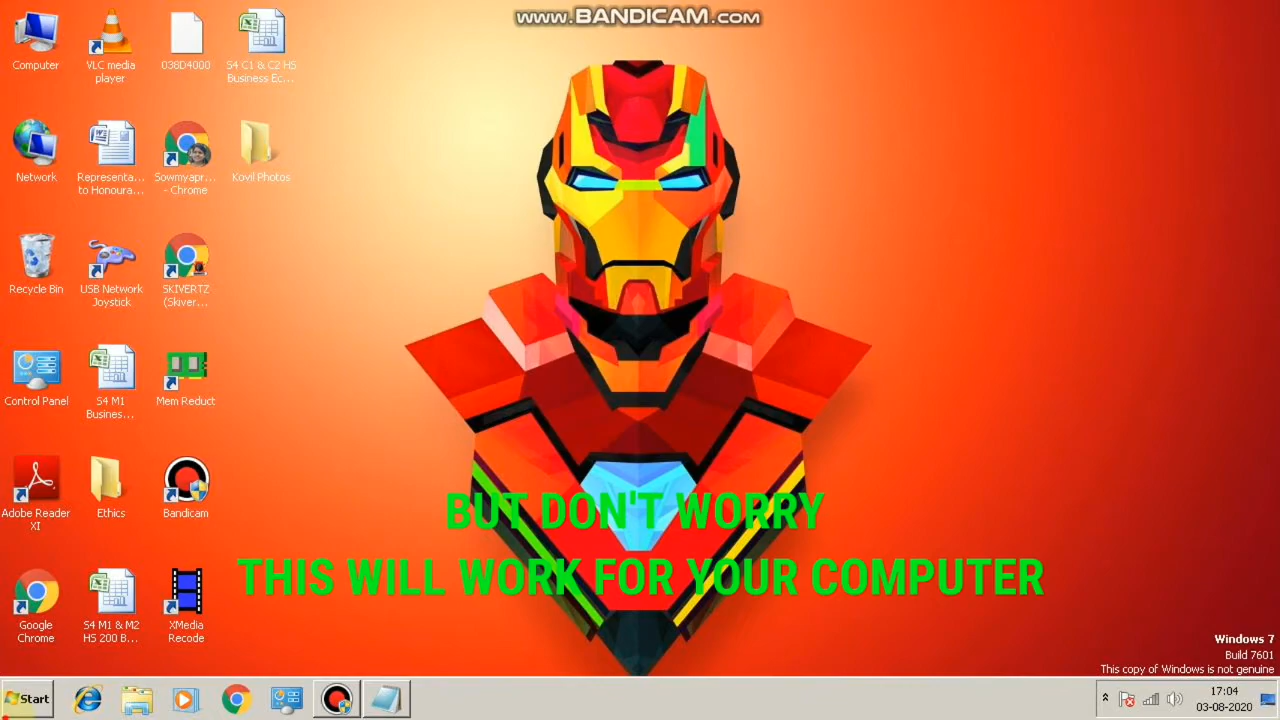 www.BANDICAM.com
Computer
VLC media
player
038D4000
S4 C1 & C2 HS
Business Ec...
Network
Representa...
to Honoura...
Sowmyapr...
- Chrome
Kovil Photos
Recycle Bin
USB Network
Joystick
SKIVERTZ
(Skiver...
Control Panel
S4 M1
Busines...
Mem Reduct
Adobe Reader
XI
Ethics
Bandicam
BUT DON'T WORRY
THIS WILL WORK FOR YOUR COMPUTER
Google
Chrome
S4 M1 & M2
HS 200 B...
XMedia
Recode
Windows 7
Build 7601
This copy of Windows is not genuine
Start
17:04
03-08-2020